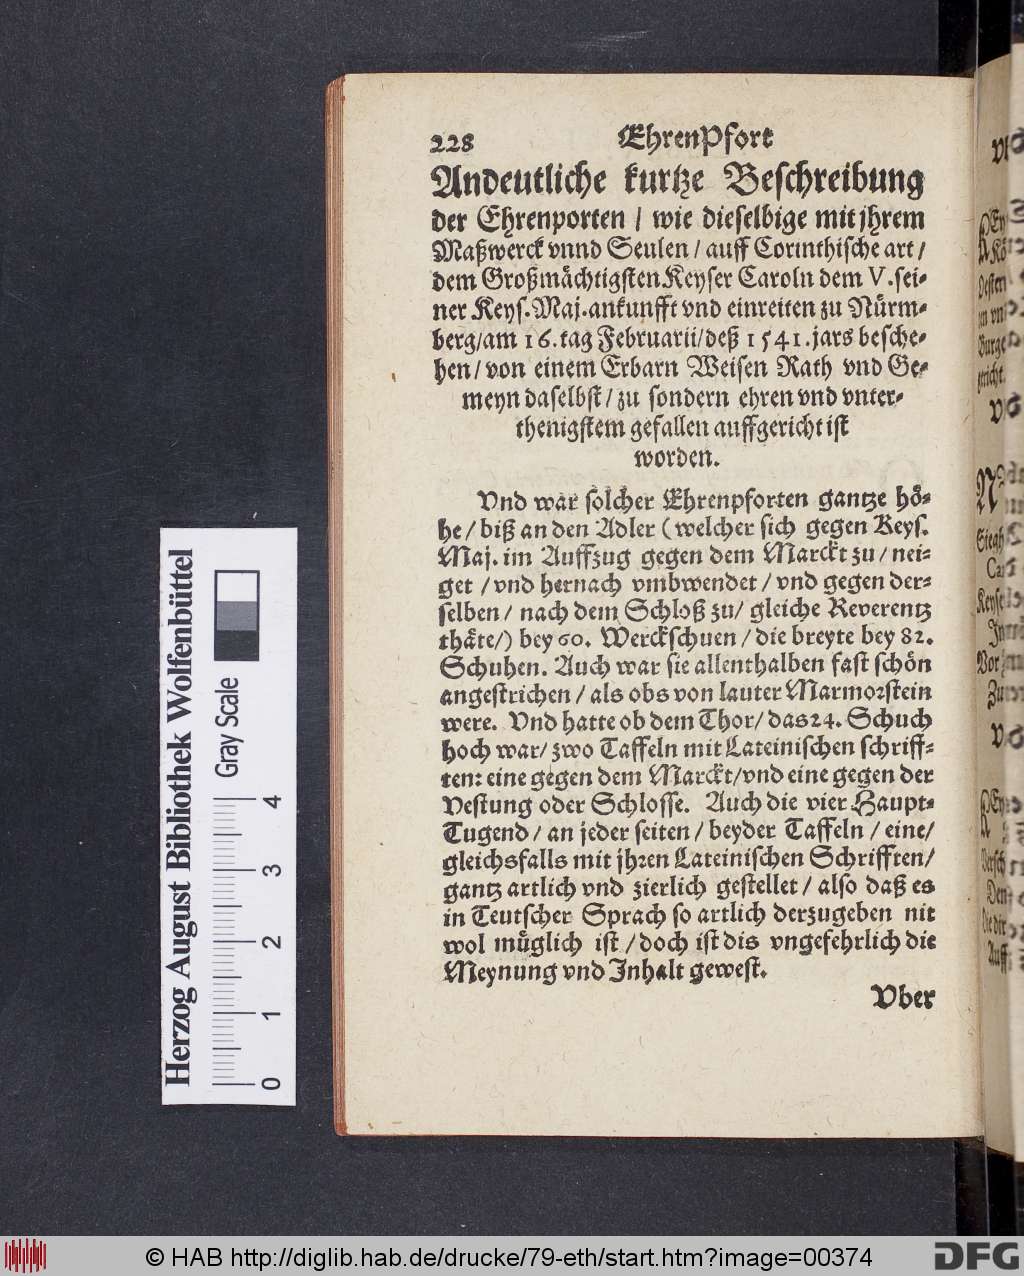 228 EhrenPfort
Andeutliche kurtze Beschreibung
der Ehrenporten / wie dieselbige mit jhrem
Maßwerck vnnd Seulen / auff Corinthische art /
dem Großmächtigsten Keyser Caroln dem V. sei-
ner Keys. Maj. ankunfft vnd einreiten zu Nürm-
berg/am 16. tag Februarii/deß 1541. jars besche-
hen / von einem Erbarn Weisen Rath vnd Ge-
meyn daselbst / zu sondern ehren vnd vnter-
thenigstem gefallen auffgericht ist
worden.
Vnd war solcher Ehrenpforten gantze hö-
he / biß an den Adler (welcher sich gegen Keys.
Maj. im Auffzug gegen dem Marckt zu / nei-
get / vnd hernach vmbwendet / vnd gegen der-
selben / nach dem Schloß zu/ gleiche Reverentz
thäte/) bey 60. Werckschuen / die breyte bey 82.
Schuhen. Auch war sie allenthalben fast schön
angestrichen / als obs von lauter Marmorstein
were. Vnd hatte ob dem Thor/ das 24. Schuch
hoch war/ zwo Taffeln mit Lateinischen schriff-
ten: eine gegen dem Marckt/vnd eine gegen der
Vestung oder Schlosse. Auch die vier Haupt-
Tugend / an jeder seiten / beyder Taffeln / eine/
gleichsfalls mit jhren Lateinischen Schrifften/
gantz artlich vnd zierlich gestellet / also daß es
in Teutscher Sprach so artlich derzugeben nit
wol müglich ist / doch ist dis vngefehrlich die
Meynung vnd Inhalt gewest.
Vber
Herzog August Bibliothek Wolfenbüttel
Gray Scale
0 1 2 3 4
© HAB http://diglib.hab.de/drucke/79-eth/start.htm?image=00374
DFG